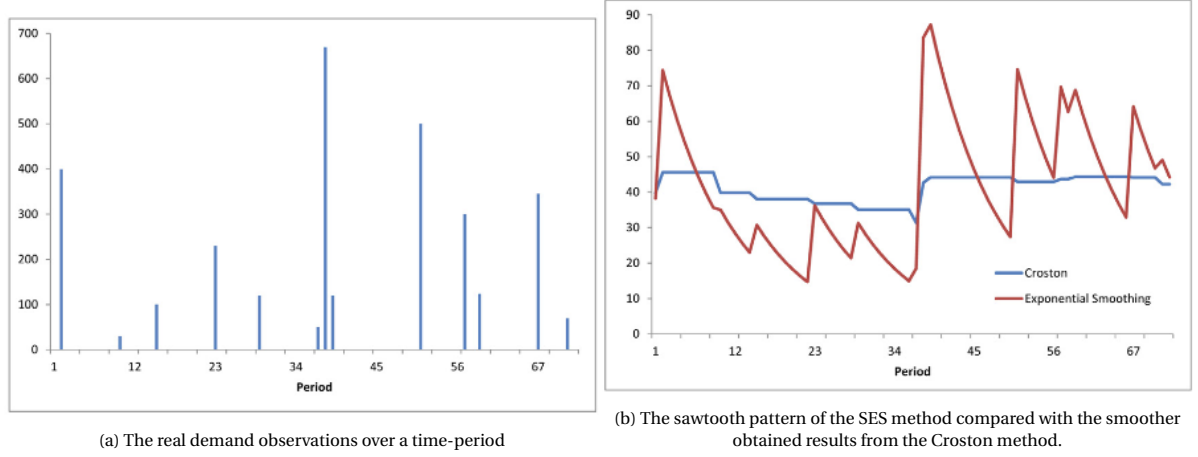 700
600
500
400
300
200
100
0
1 12 23 34 45 56 67
Period
(a) The real demand observations over a time-period
90
80
70
60
50
40
30
20
10
0
Croston
Exponential Smoothing
1 12 23 34 45 56 67
Period
(b) The sawtooth pattern of the SES method compared with the smoother
obtained results from the Croston method.